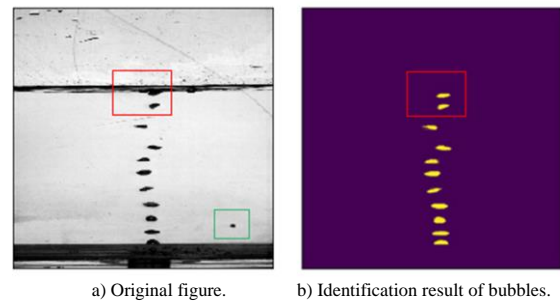 a) Original figure.
b) Identification result of bubbles.